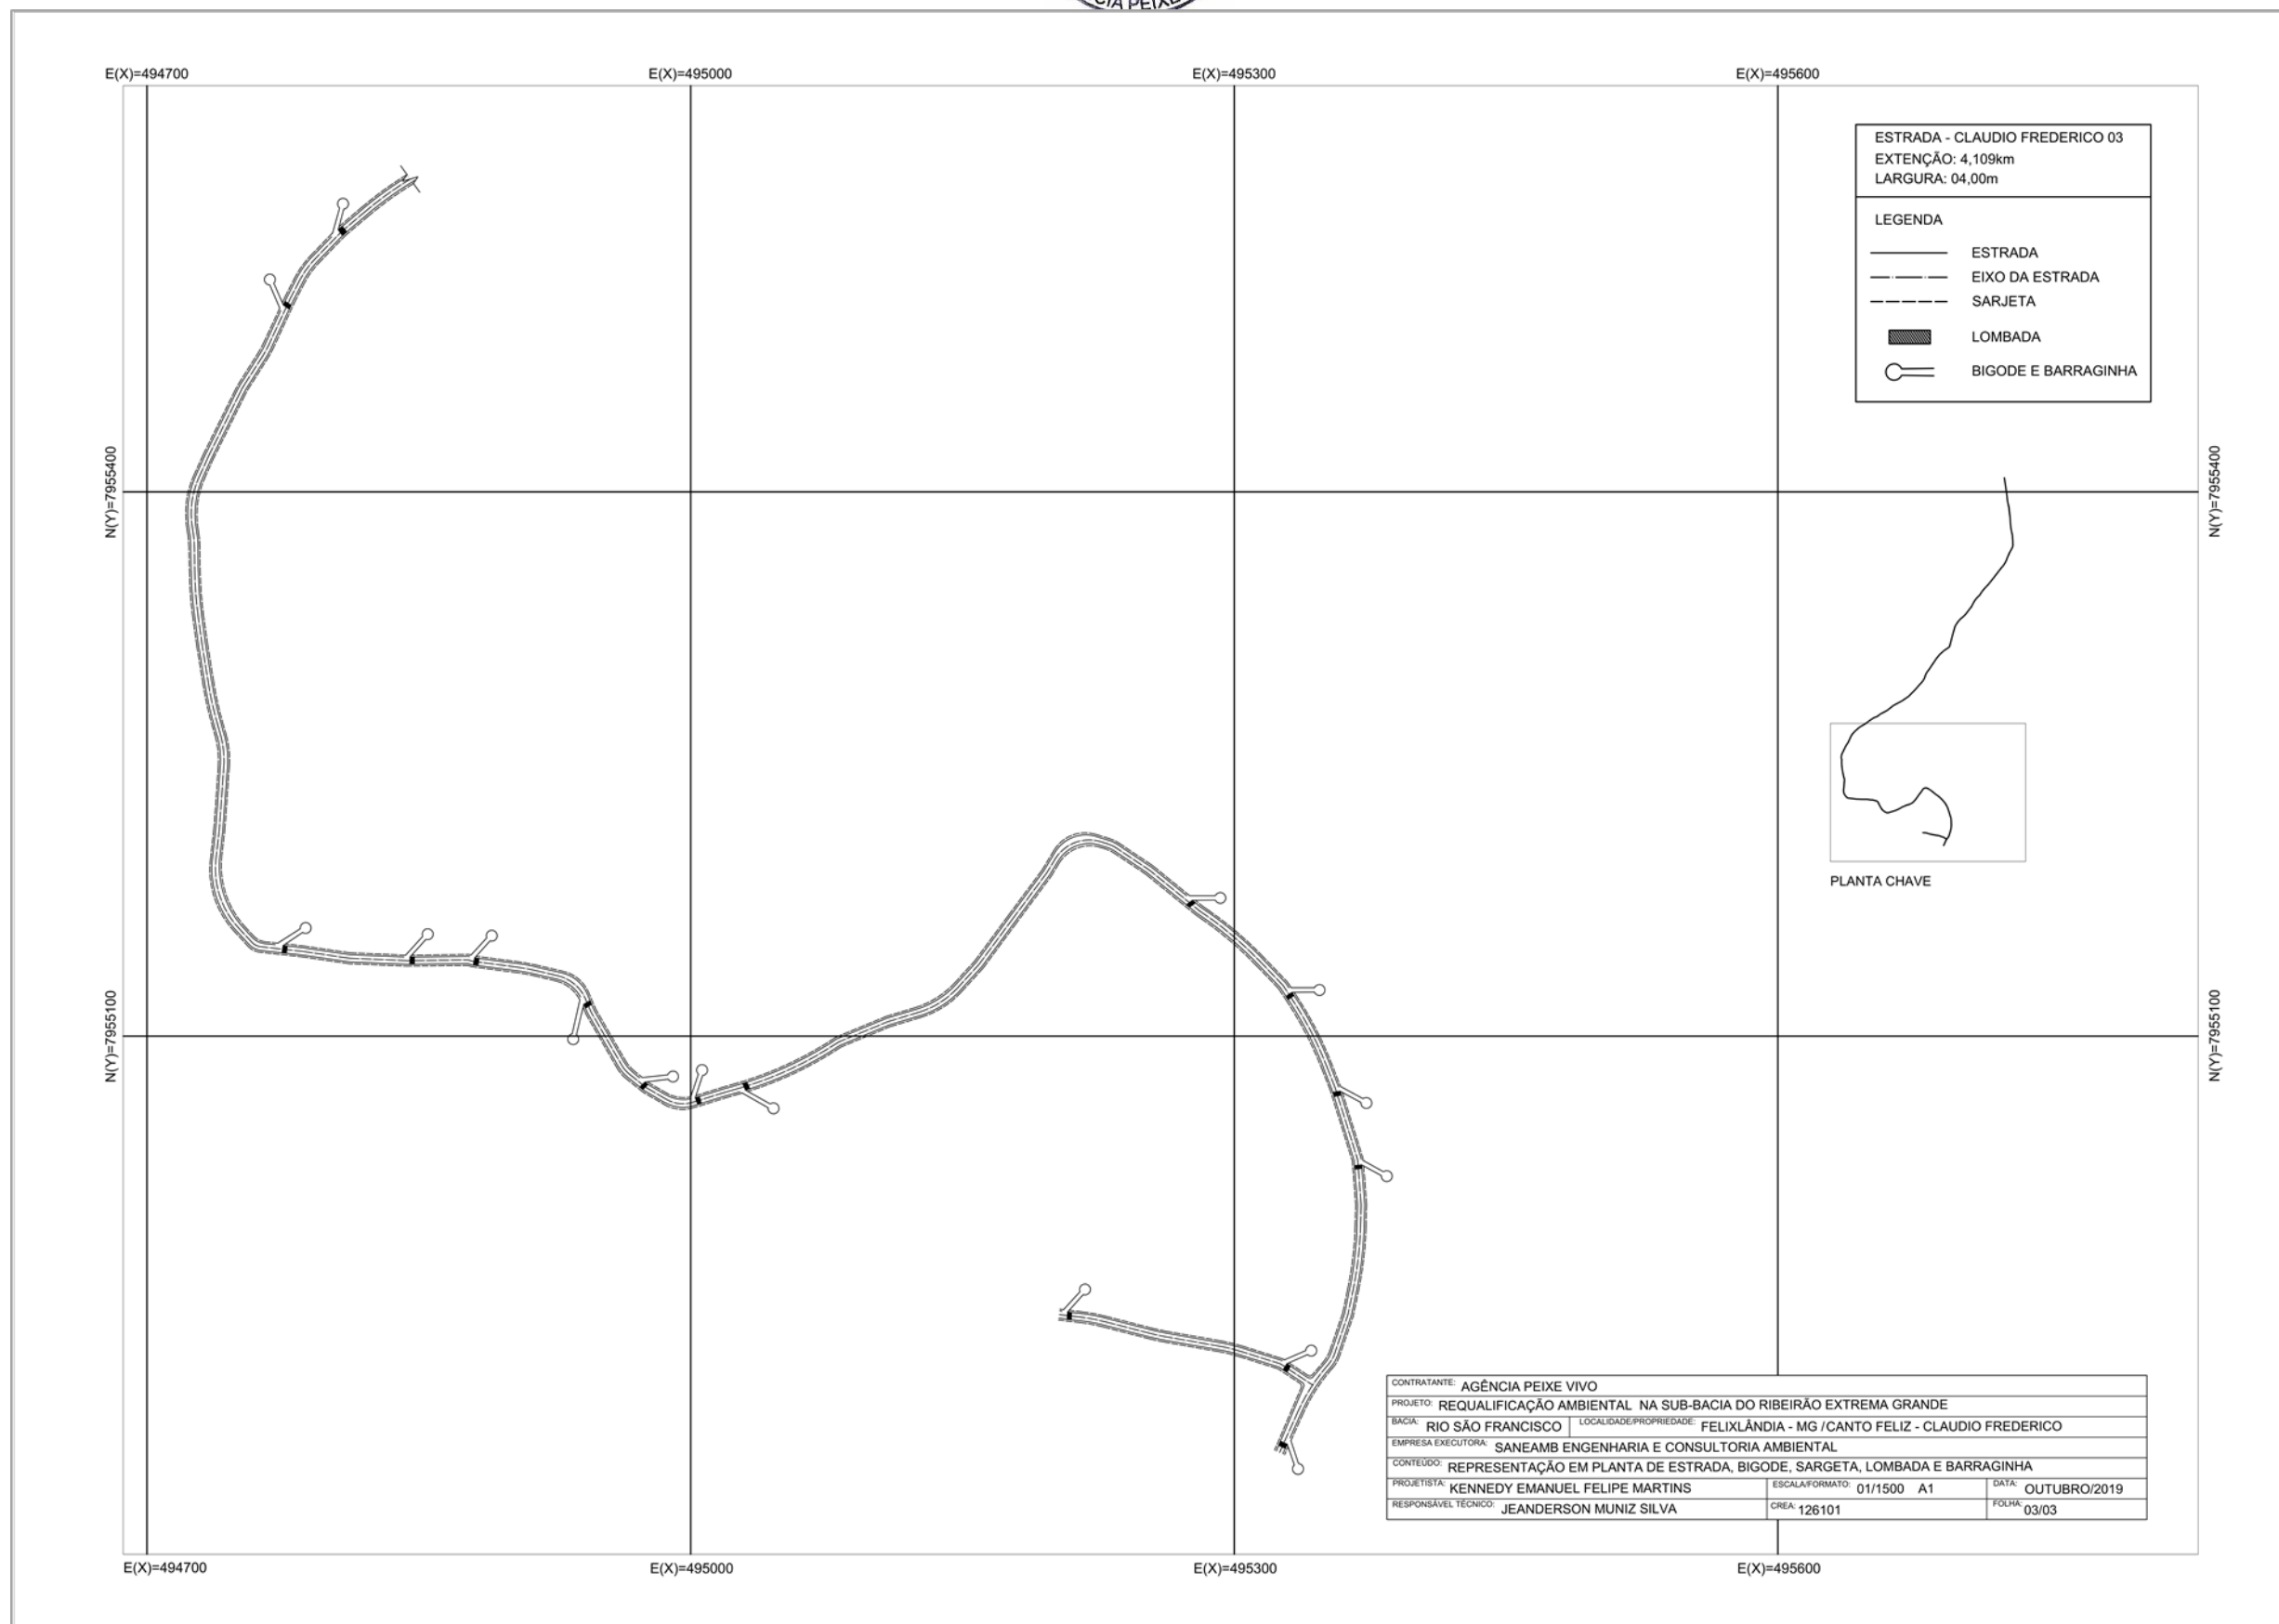 CIA PEIXE
E(X)=494700
E(X)=495000
E(X)=495300
E(X)=495600
ESTRADA - CLAUDIO FREDERICO 03
EXTENÇÃO: 4,109km
LARGURA: 04,00m
LEGENDA
ESTRADA
EIXO DA ESTRADA
SARJETA
LOMBADA
BIGODE E BARRAGINHA
N(Y)=7955400
N(Y)=7955400
PLANTA CHAVE
N(Y)=7955100
N(Y)=7955100
CONTRATANTE: AGÊNCIA PEIXE VIVO
PROJETO: REQUALIFICAÇÃO AMBIENTAL NA SUB-BACIA DO RIBEIRÃO EXTREMA GRANDE
BACIA: RIO SÃO FRANCISCO LOCALIDADE/PROPRIEDADE: FELIXLÂNDIA - MG /CANTO FELIZ - CLAUDIO FREDERICO
EMPRESA EXECUTORA: SANEAMB ENGENHARIA E CONSULTORIA AMBIENTAL
CONTEÚDO: REPRESENTAÇÃO EM PLANTA DE ESTRADA, BIGODE, SARGETA, LOMBADA E BARRAGINHA
PROJETISTA: KENNEDY EMANUEL FELIPE MARTINS ESCALA/FORMATO: 01/1500 A1 DATA: OUTUBRO/2019
RESPONSÁVEL TÉCNICO: JEANDERSON MUNIZ SILVA CREA: 126101 FOLHA: 03/03
E(X)=494700
E(X)=495000
E(X)=495300
E(X)=495600